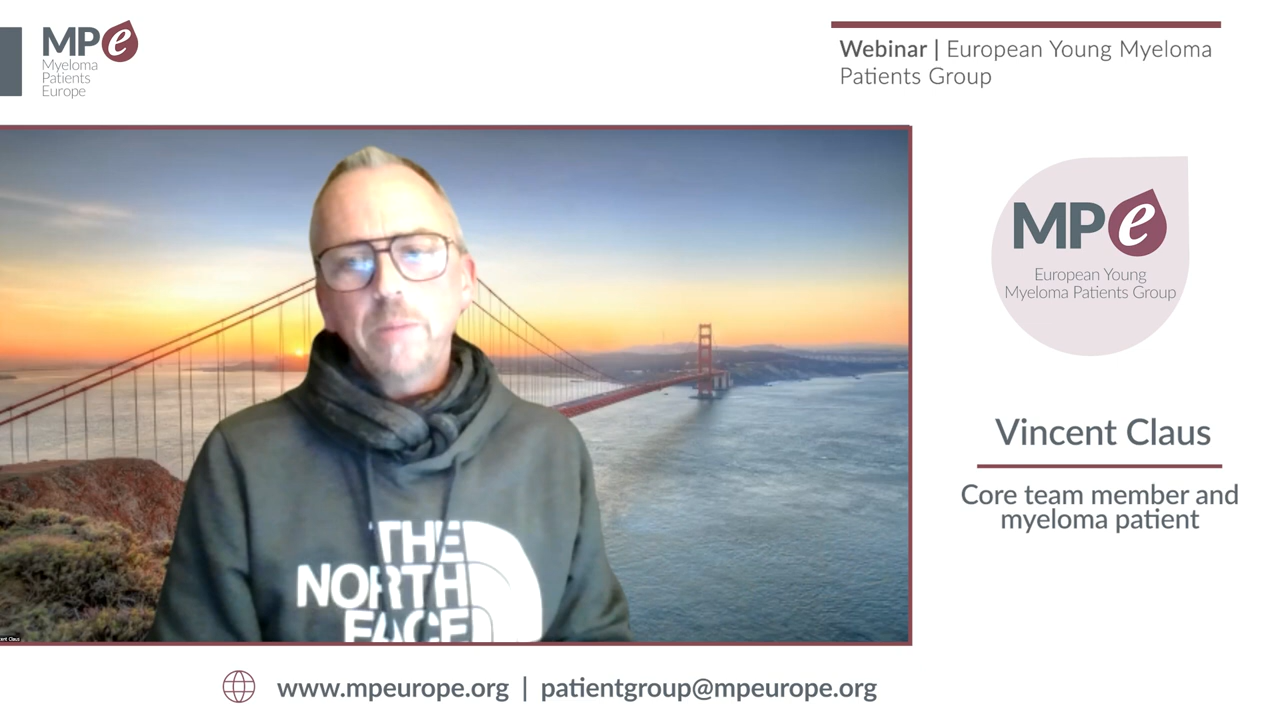 MPe
Myeloma
Patients
Europe
Webinar | European Young Myeloma
Patients Group
MPe
European Young
Myeloma Patients Group
Vincent Claus
Core team member and
myeloma patient
THE
NORTH
FACE
www.mpeurope.org | patientgroup@mpeurope.org